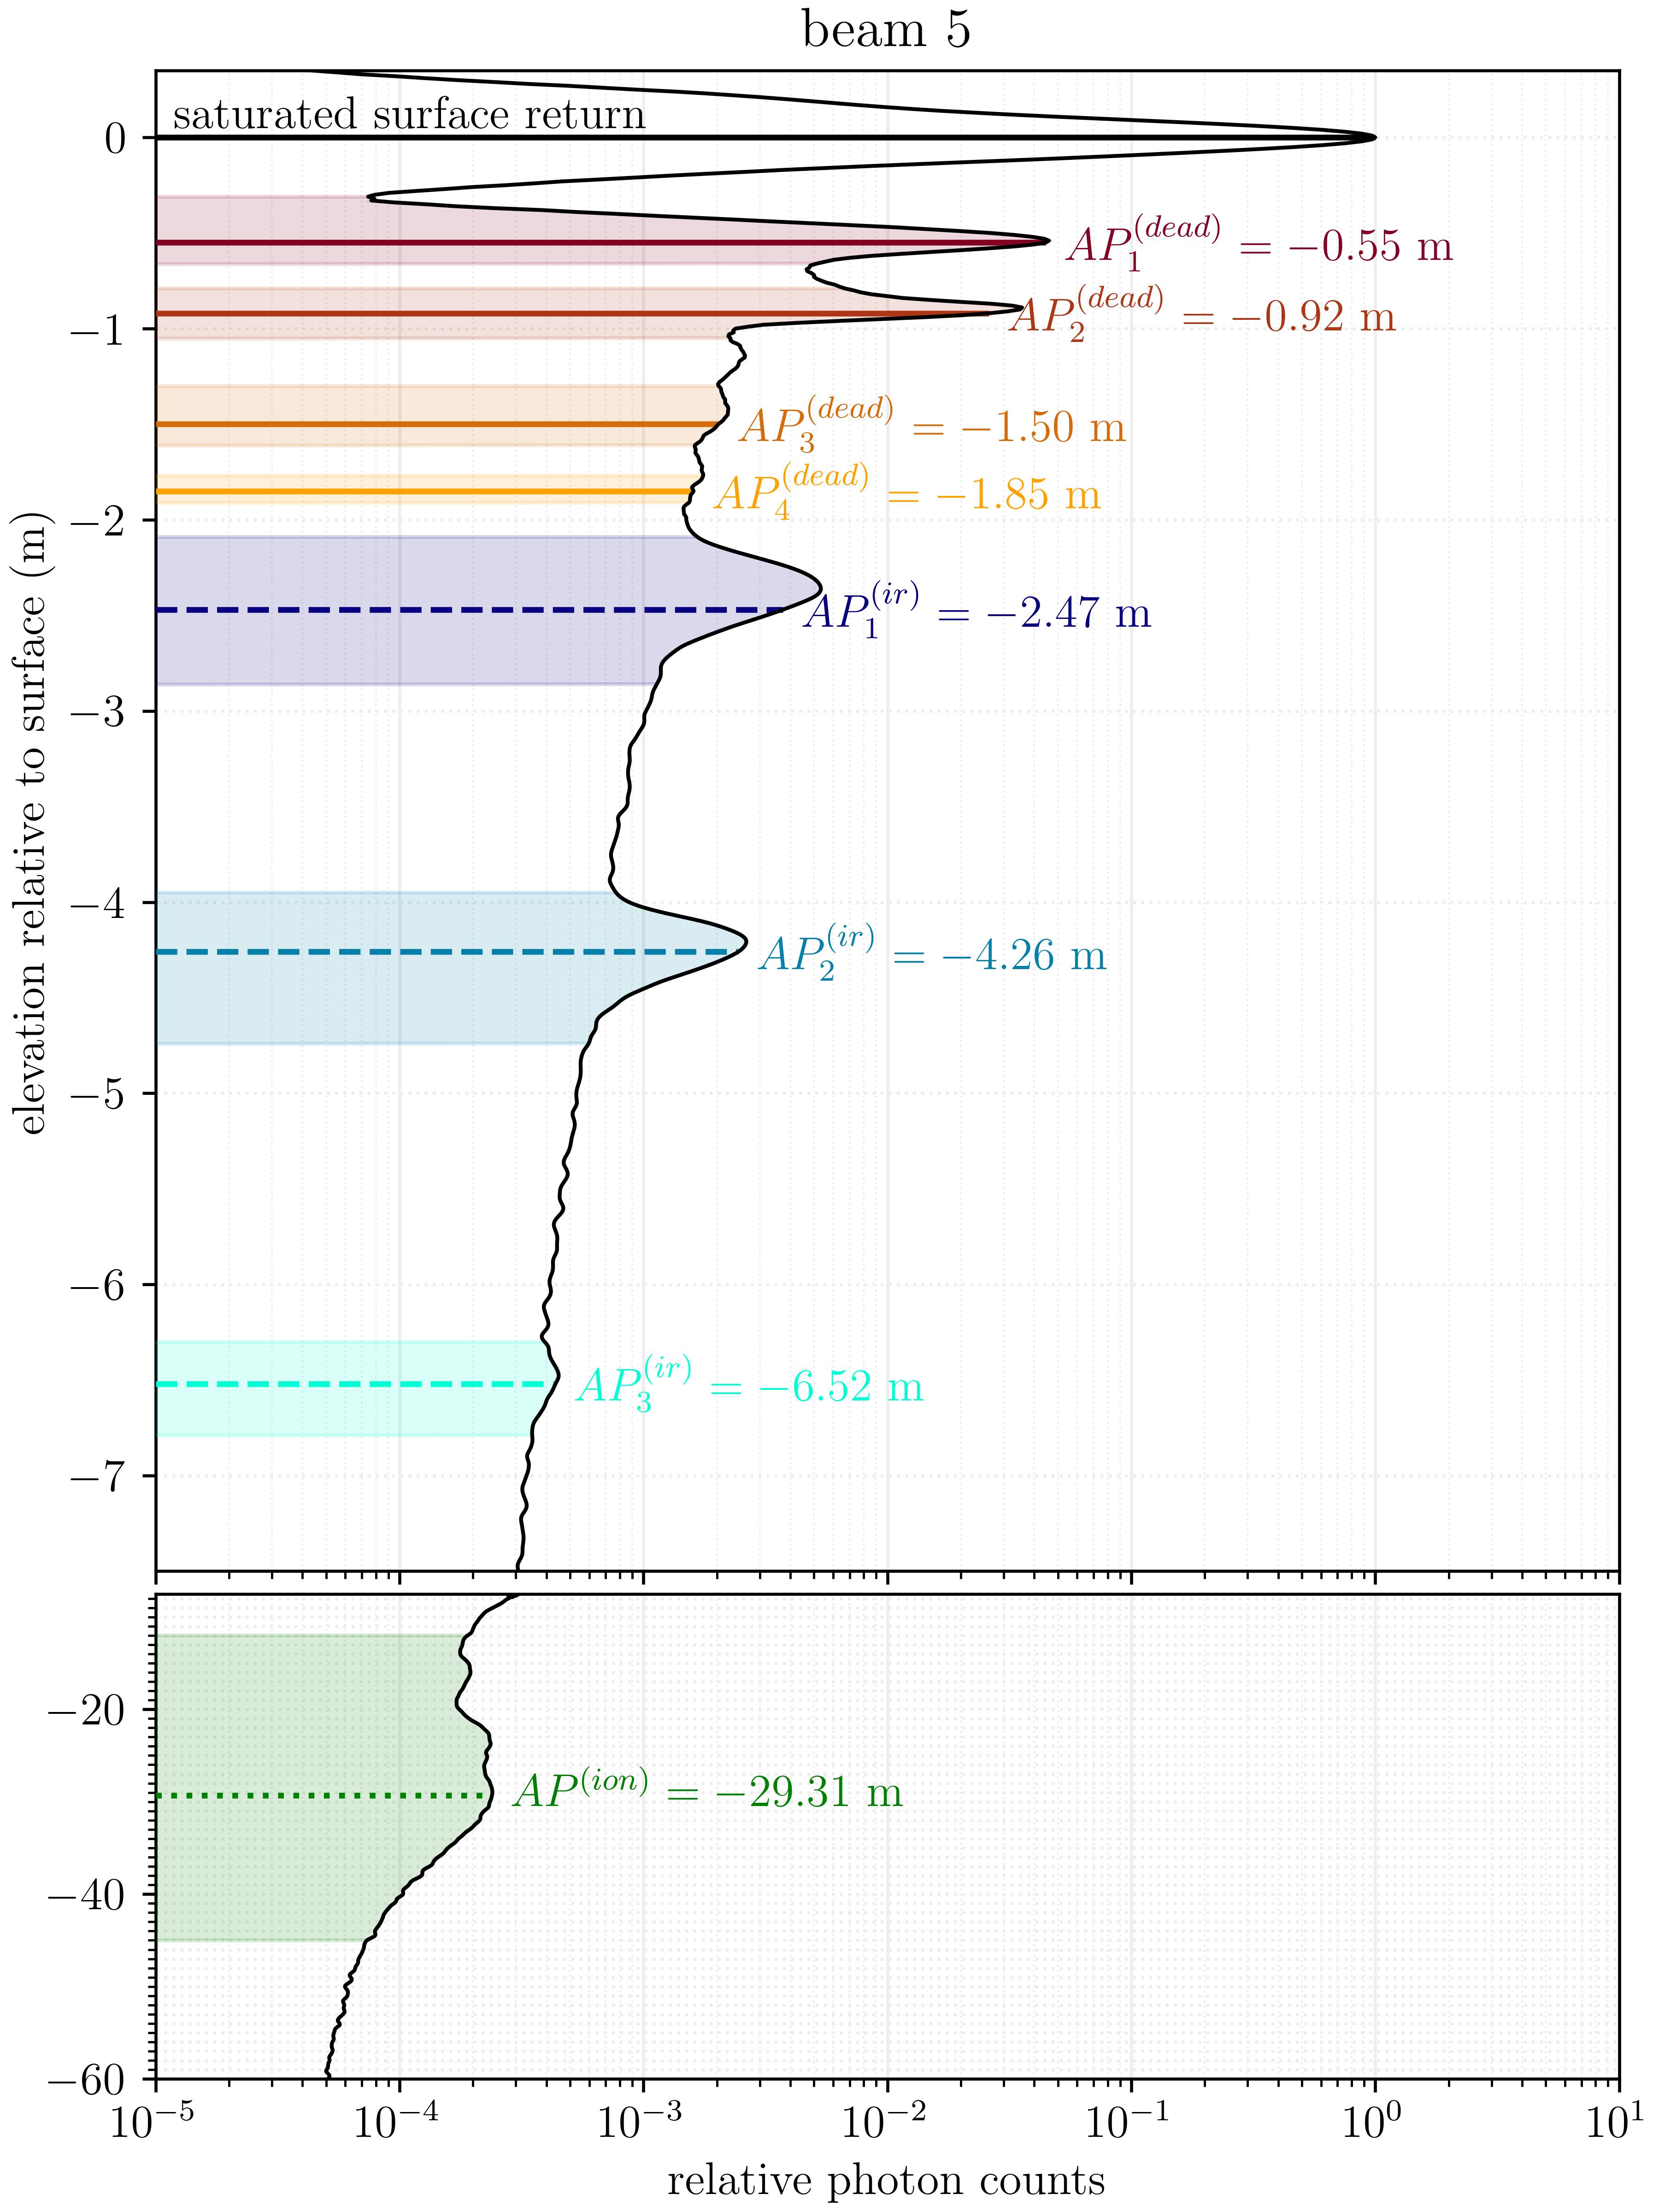 beam 5
saturated surface return
0
AP_1^{(dead)} = −0.55 m
AP_2^{(dead)} = −0.92 m
−1
AP_3^{(dead)} = −1.50 m
AP_4^{(dead)} = −1.85 m
−2
AP_1^{(ir)} = −2.47 m
−3
−4
AP_2^{(ir)} = −4.26 m
−5
−6
AP_3^{(ir)} = −6.52 m
−7
elevation relative to surface (m)
−20
AP^{(ion)} = −29.31 m
−40
−60
10^{−5} 10^{−4} 10^{−3} 10^{−2} 10^{−1} 10^{0} 10^{1}
relative photon counts